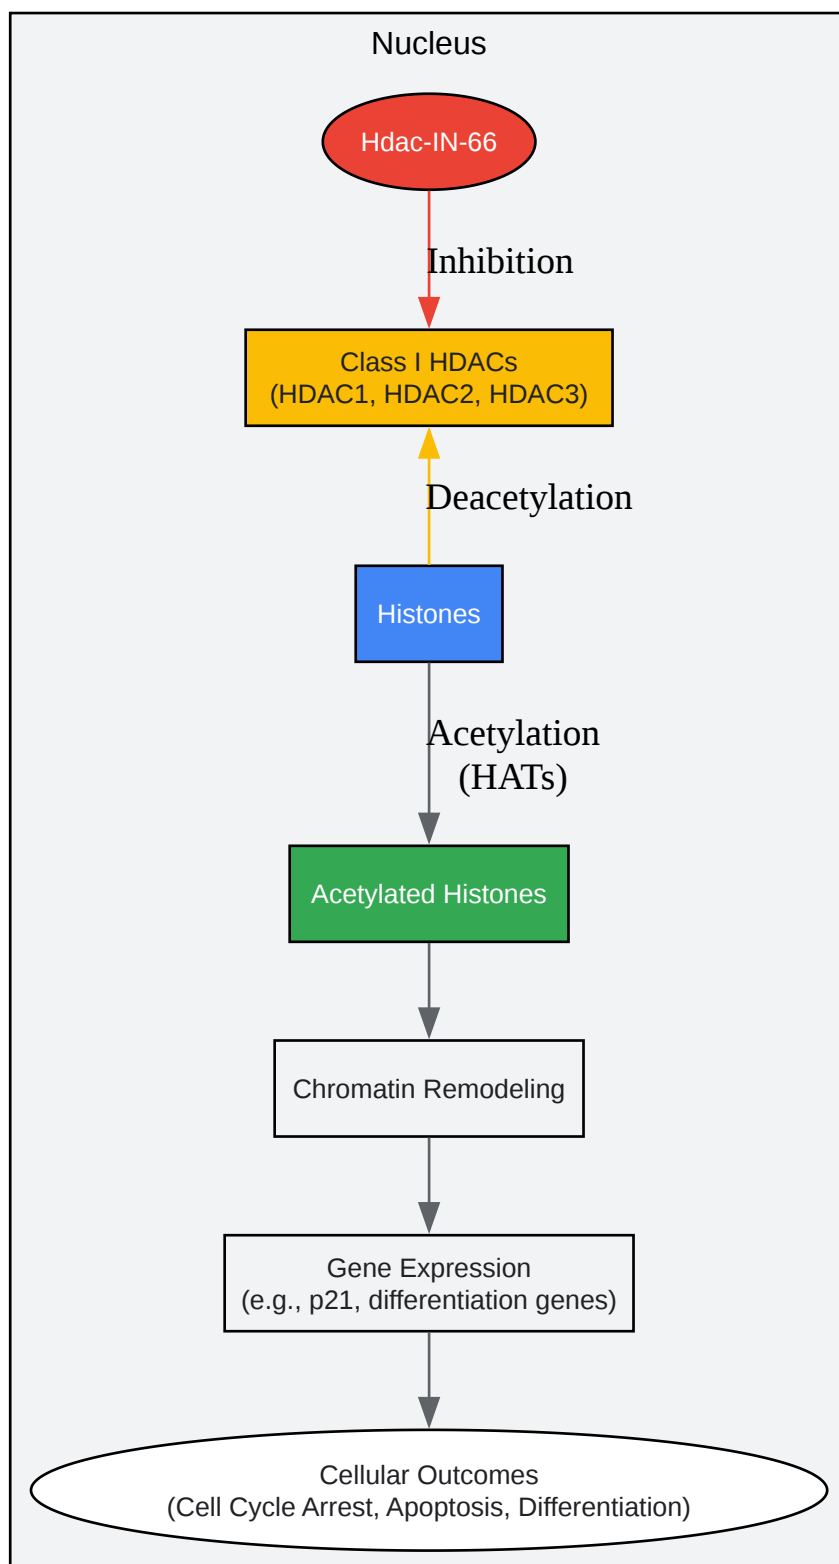 Nucleus
Hdac-IN-66
Inhibition
Class I HDACs
(HDAC1, HDAC2, HDAC3)
Deacetylation
Histones
Acetylation
(HATs)
Acetylated Histones
Chromatin Remodeling
Gene Expression
(e.g., p21, differentiation genes)
Cellular Outcomes
(Cell Cycle Arrest, Apoptosis, Differentiation)